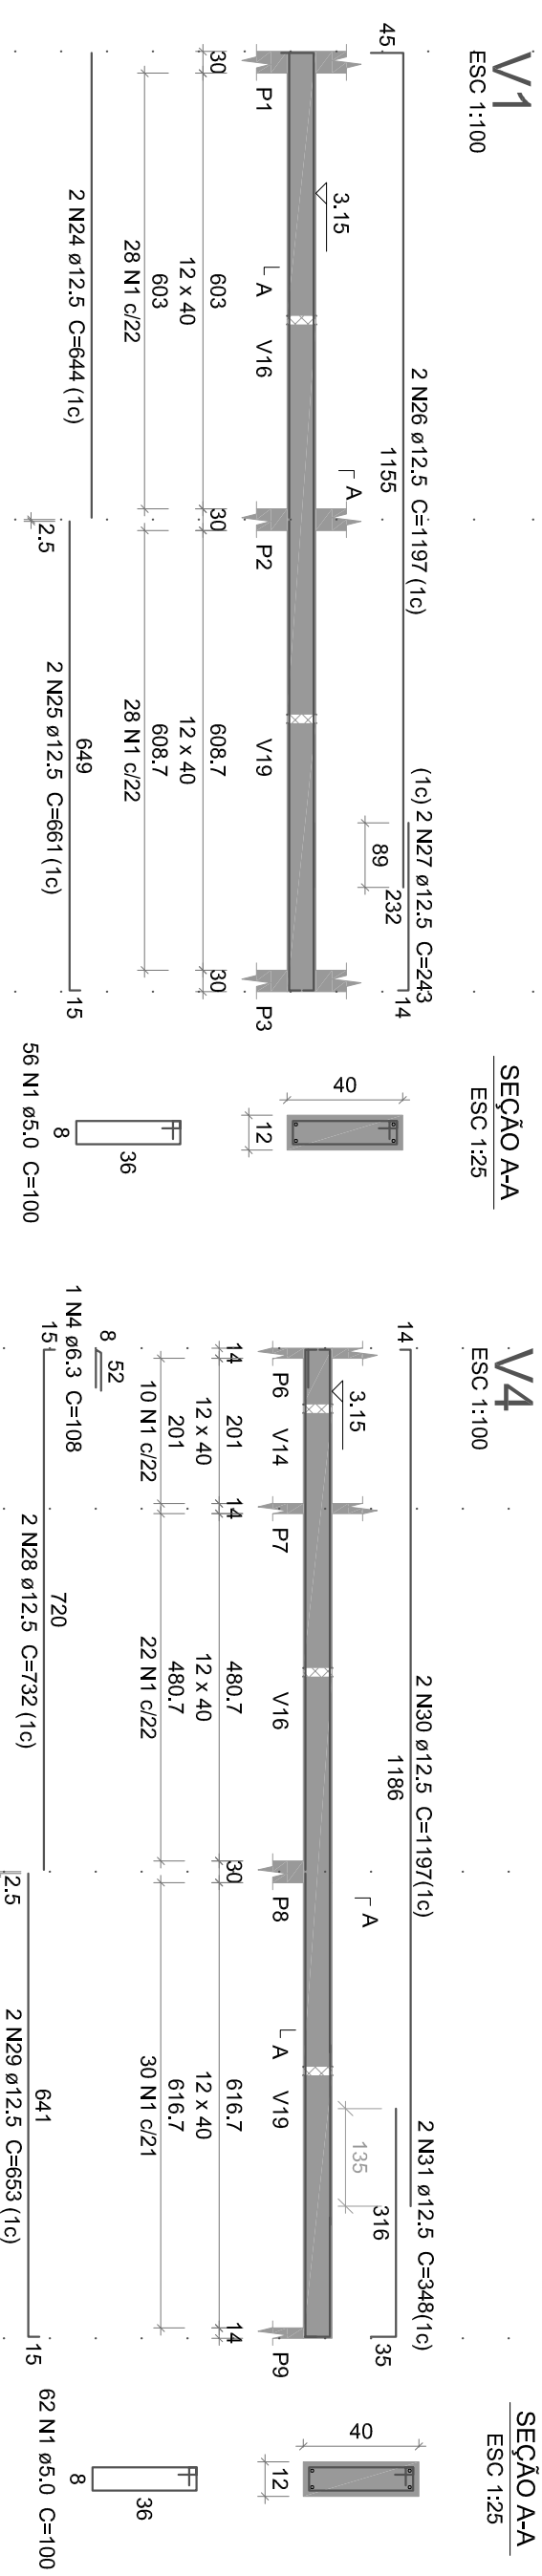 V1
ESC 1:100
45
2 N26 ø12.5 C=1197 (1c)
1155
(1c) 2 N27 ø12.5 C=243
89
232
14
3.15
A
A
P1
V16
P2
V19
P3
30
603
30
608.7
30
12 x 40
12 x 40
603
608.7
28 N1 c/22
28 N1 c/22
2 N24 ø12.5 C=644 (1c)
2.5
649
15
2 N25 ø12.5 C=661 (1c)
SEÇÃO A-A
ESC 1:25
40
12
36
8
56 N1 ø5.0 C=100
V4
ESC 1:100
14
2 N30 ø12.5 C=1197(1c)
1186
2 N31 ø12.5 C=348(1c)
135
316
35
3.15
A
A
P6
V14
P7
V16
P8
V19
P9
14
201
14
480.7
30
616.7
14
12 x 40
12 x 40
12 x 40
201
480.7
616.7
10 N1 c/22
22 N1 c/22
30 N1 c/21
8
52
1 N4 ø6.3 C=108
15
720
2 N28 ø12.5 C=732 (1c)
2.5
641
15
2 N29 ø12.5 C=653 (1c)
SEÇÃO A-A
ESC 1:25
40
12
36
8
62 N1 ø5.0 C=100